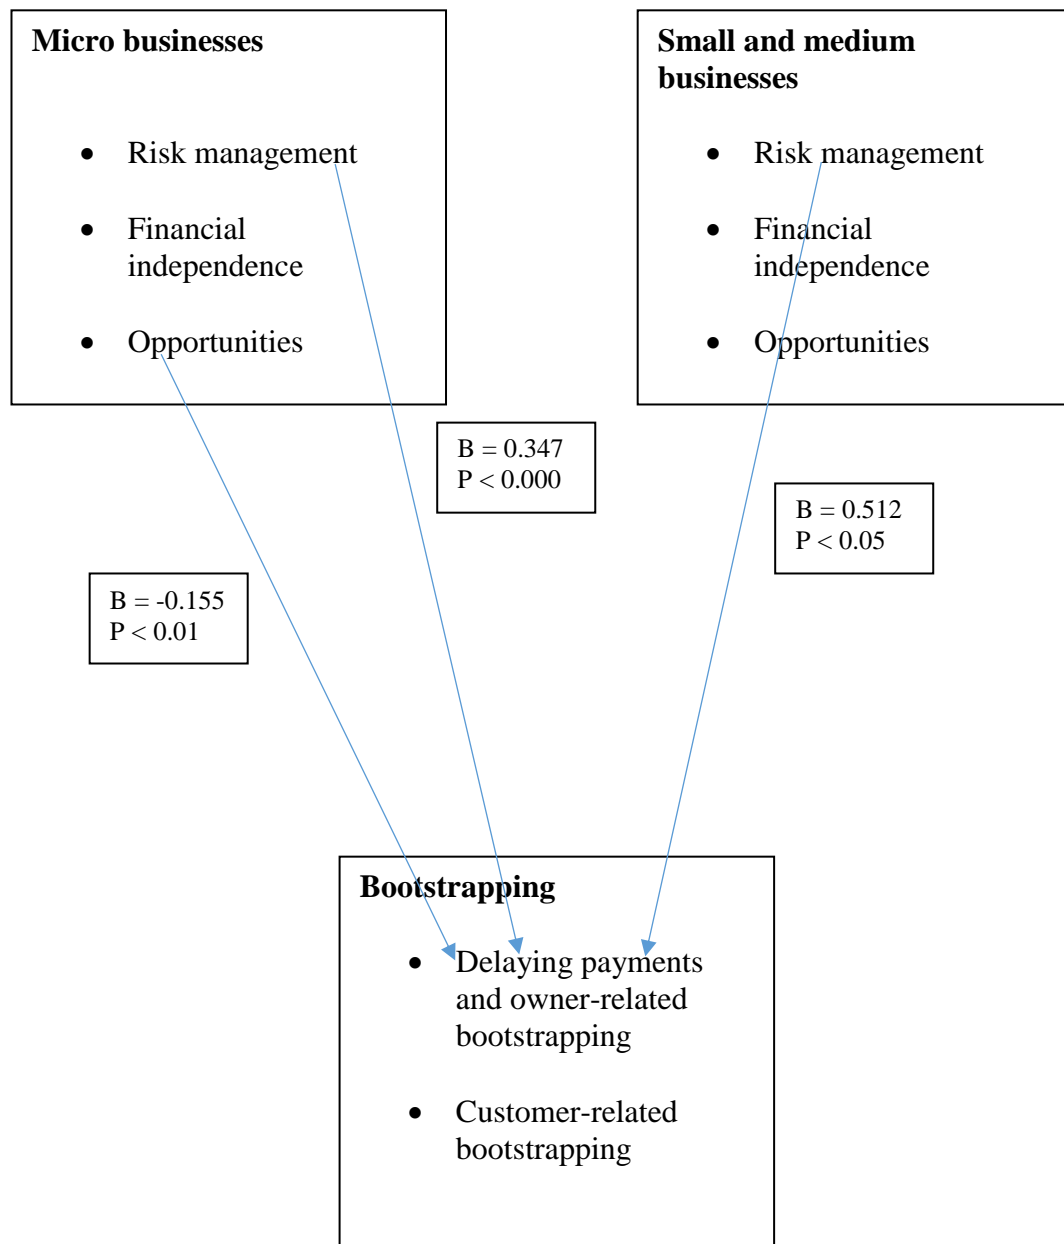 Micro businesses
• Risk management
• Financial
independence
• Opportunities
Small and medium
businesses
• Risk management
• Financial
independence
• Opportunities
B = 0.347
P < 0.000
B = 0.512
P < 0.05
B = -0.155
P < 0.01
Bootstrapping
• Delaying payments
and owner-related
bootstrapping
• Customer-related
bootstrapping